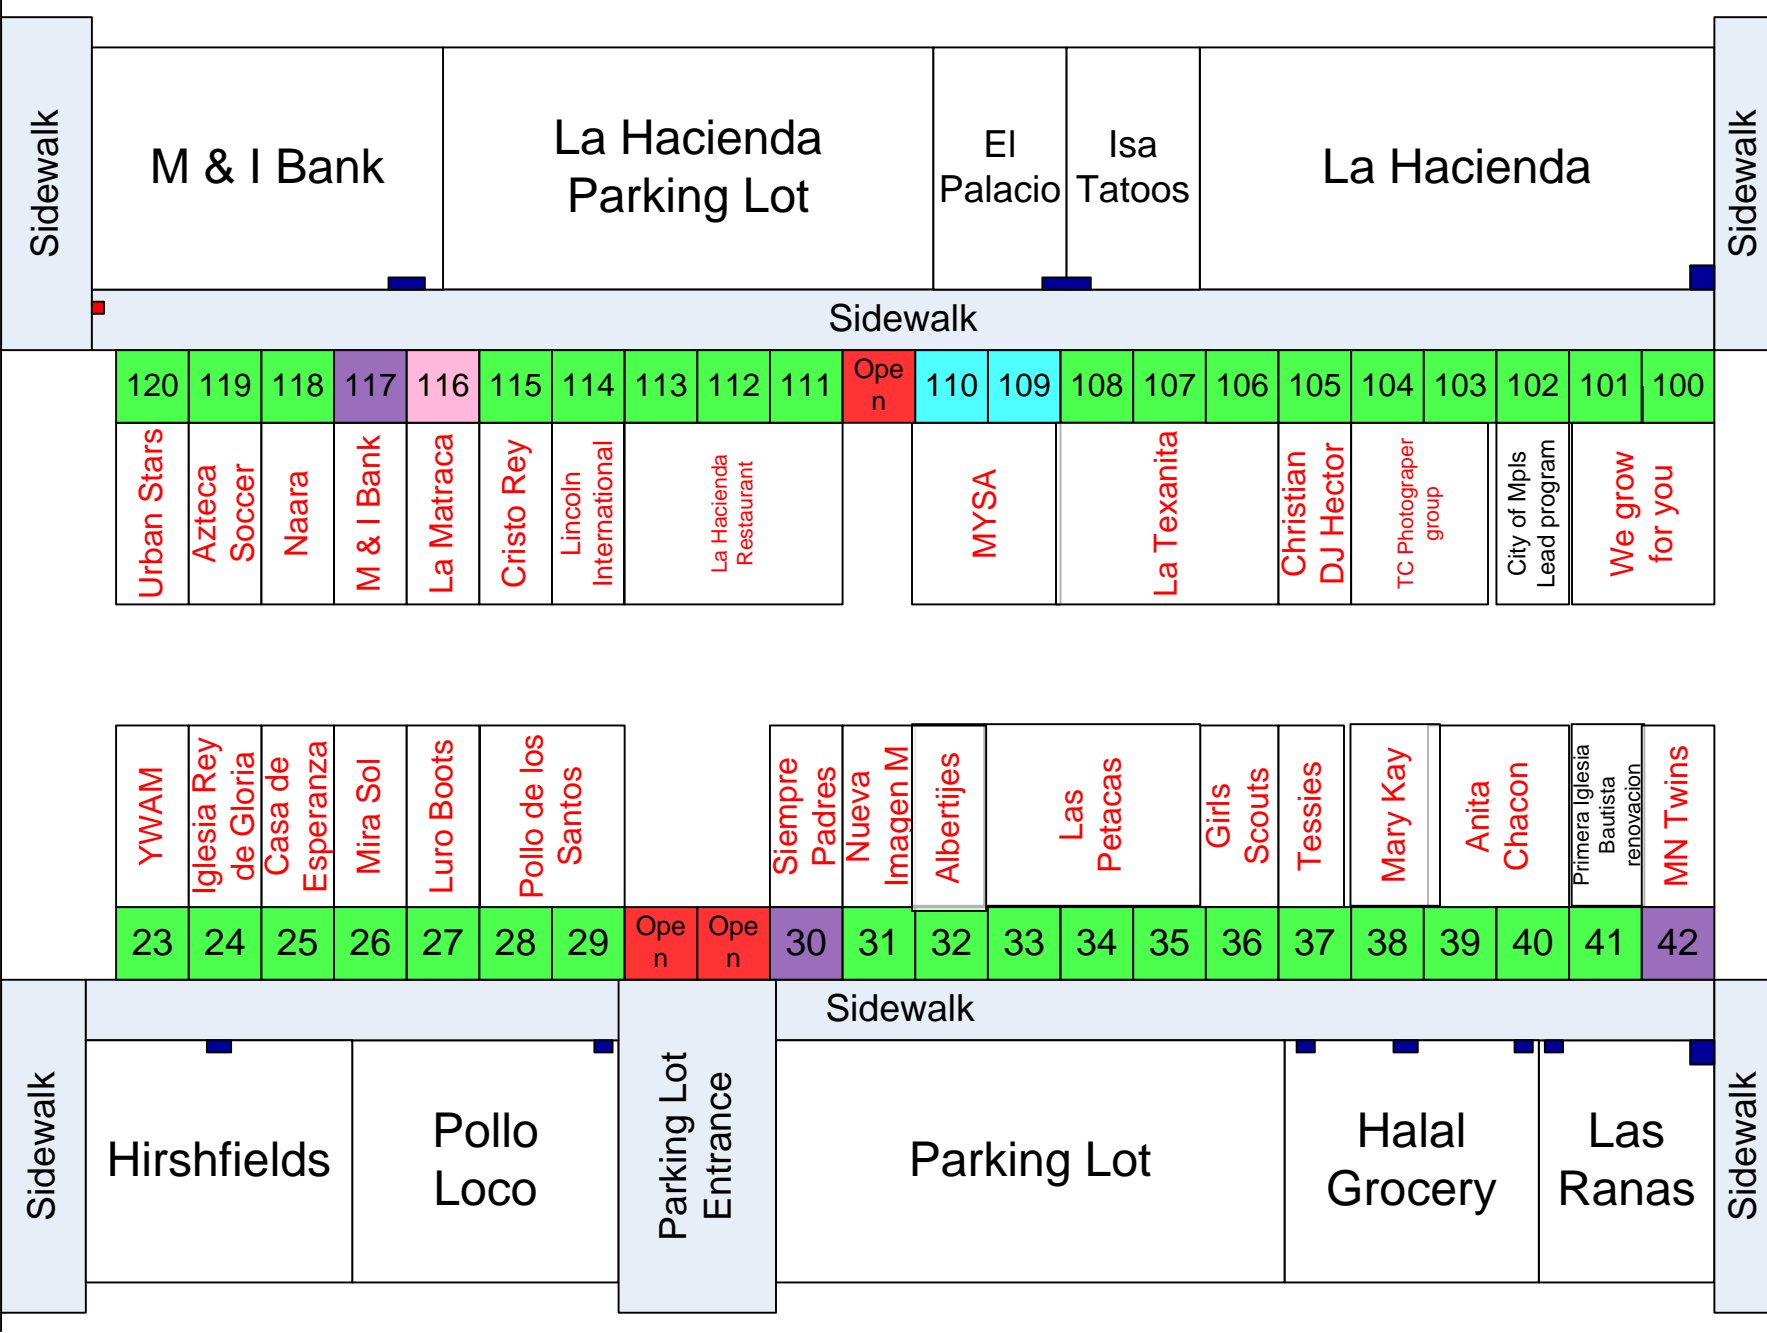 Sidewalk
M & I Bank
La Hacienda
Parking Lot
El
Palacio
Isa
Tatoos
La Hacienda
Sidewalk
Sidewalk
120
119
118
117
116
115
114
113
112
111
Ope
n
110
109
108
107
106
105
104
103
102
101
100
Urban Stars
Azteca
Soccer
Naara
M & I Bank
La Matraca
Cristo Rey
Lincoln
International
La Hacienda
Restaurant
MYSA
La Texanita
Christian
DJ Hector
TC Photograper
group
City of Mpls
Lead program
We grow
for you
YWAM
Iglesia Rey
de Gloria
Casa de
Esperanza
Mira Sol
Luro Boots
Pollo de los
Santos
Siempre
Padres
Nueva
Imagen M
Albertijes
Las
Petacas
Girls
Scouts
Tessies
Mary Kay
Anita
Chacon
Primera Iglesia
Bautista
renovacion
MN Twins
23
24
25
26
27
28
29
Ope
n
Ope
n
30
31
32
33
34
35
36
37
38
39
40
41
42
Sidewalk
Sidewalk
Hirshfields
Pollo
Loco
Parking Lot
Entrance
Parking Lot
Halal
Grocery
Las
Ranas
Sidewalk